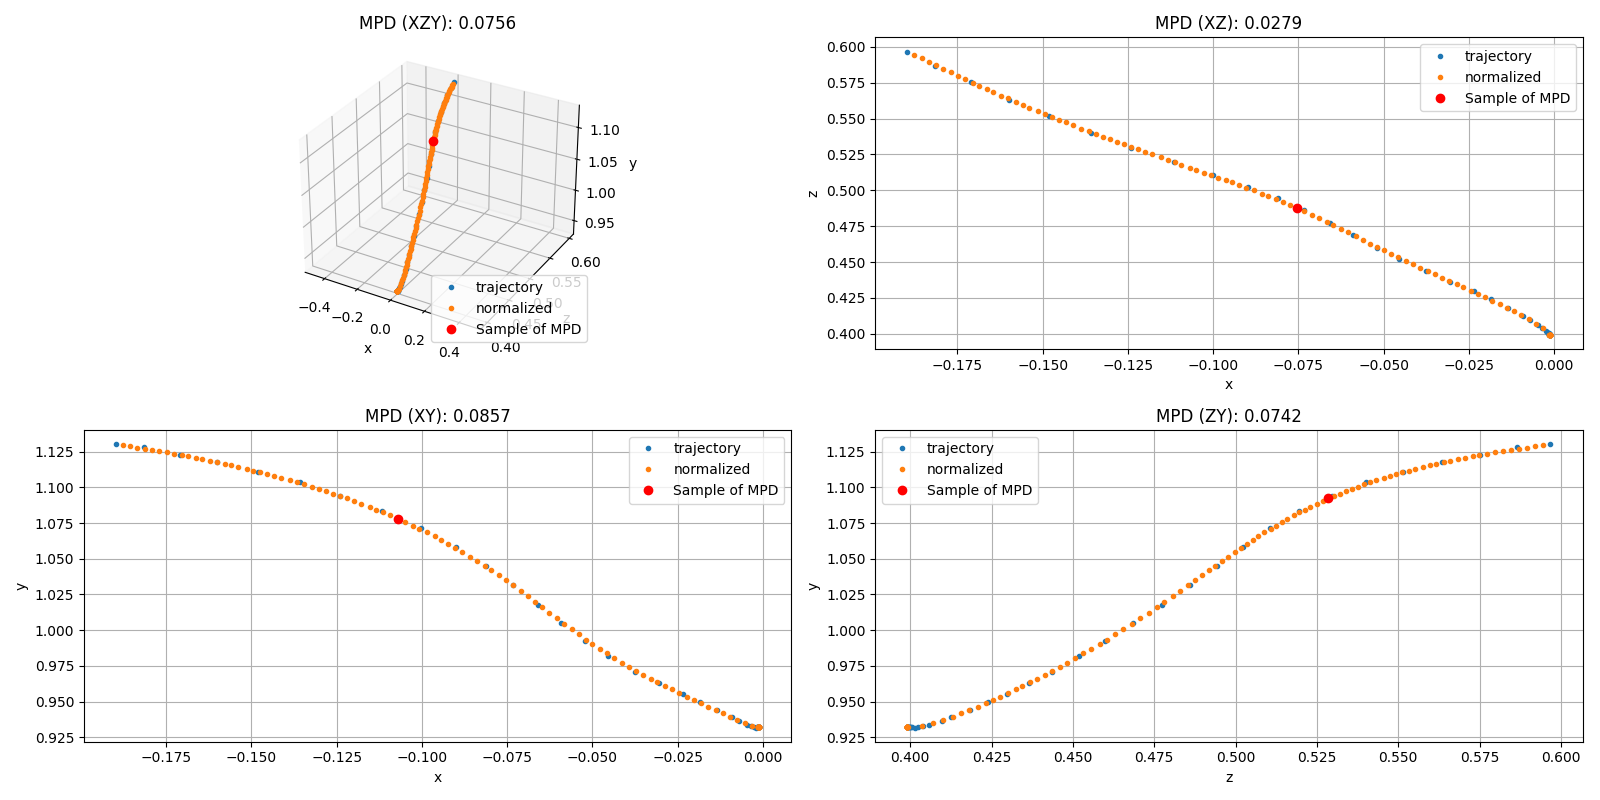 MPD (XZY): 0.0756
1.10
1.05
1.00
0.95
y
−0.4
−0.2
0.0
0.2
0.4
x
0.40
0.45
0.50
0.55
0.60
z
trajectory
normalized
Sample of MPD
MPD (XZ): 0.0279
0.600
0.575
0.550
0.525
0.500
0.475
0.450
0.425
0.400
z
−0.175
−0.150
−0.125
−0.100
−0.075
−0.050
−0.025
0.000
x
trajectory
normalized
Sample of MPD
MPD (XY): 0.0857
1.125
1.100
1.075
1.050
1.025
1.000
0.975
0.950
0.925
y
−0.175
−0.150
−0.125
−0.100
−0.075
−0.050
−0.025
0.000
x
trajectory
normalized
Sample of MPD
MPD (ZY): 0.0742
1.125
1.100
1.075
1.050
1.025
1.000
0.975
0.950
0.925
y
0.400
0.425
0.450
0.475
0.500
0.525
0.550
0.575
0.600
z
trajectory
normalized
Sample of MPD